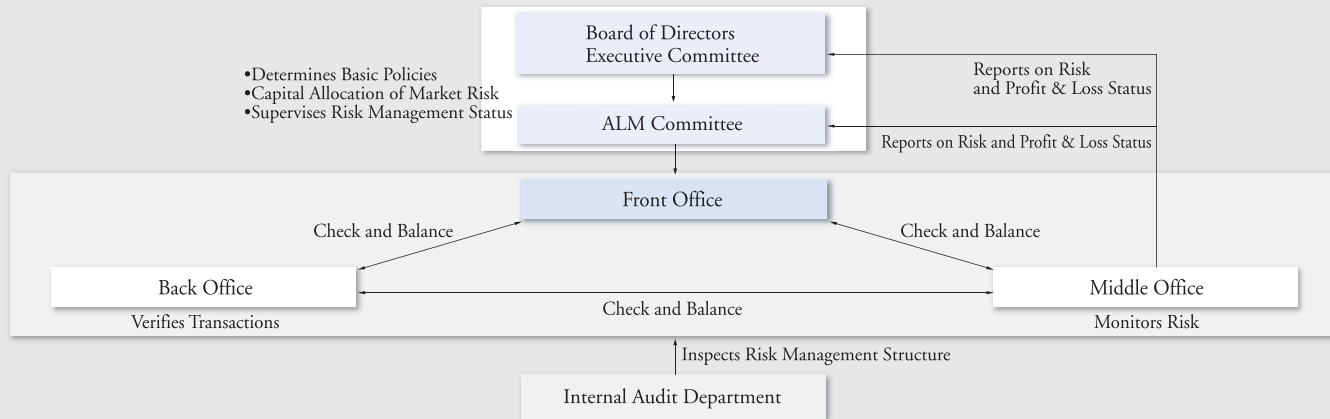 Board of Directors
Executive Committee
•Determines Basic Policies
•Capital Allocation of Market Risk
•Supervises Risk Management Status
Reports on Risk
and Profit & Loss Status
ALM Committee
Reports on Risk and Profit & Loss Status
Front Office
Check and Balance
Check and Balance
Back Office
Middle Office
Check and Balance
Verifies Transactions
Monitors Risk
Inspects Risk Management Structure
Internal Audit Department